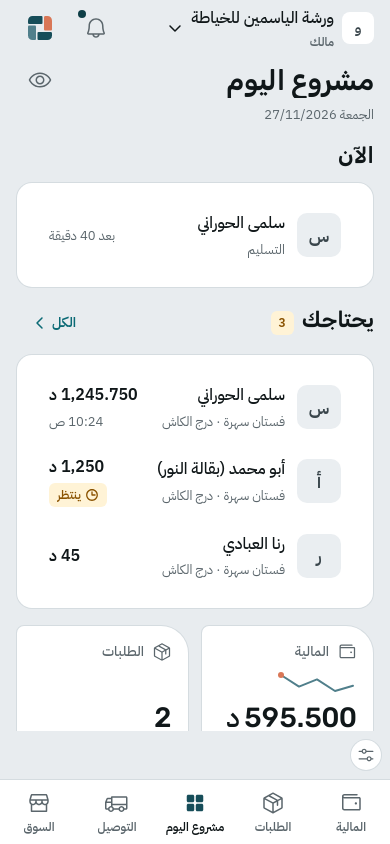 و
ورشة الياسمين للخياطة
مالك
مشروع اليوم
الجمعة 27/11/2026
الآن
س
سلمى الحوراني
التسليم
بعد 40 دقيقة
يحتاجك 3
الكل
س
سلمى الحوراني
فستان سهرة · درج الكاش
1,245.750 د
10:24 ص
أ
أبو محمد (بقالة النور)
فستان سهرة · درج الكاش
1,250 د
ينتظر
ر
رنا العبادي
فستان سهرة · درج الكاش
45 د
المالية
595.500 د
الطلبات
2
المالية
الطلبات
مشروع اليوم
التوصيل
السوق